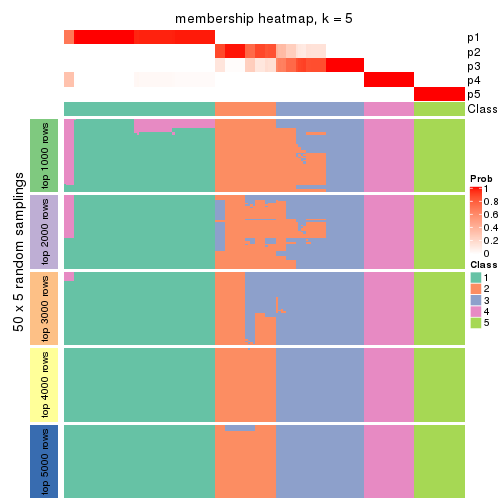 membership heatmap, k = 5
p1
p2
p3
p4
p5
Class
50 x 5 random samplings
top 1000 rows
top 2000 rows
top 3000 rows
top 4000 rows
top 5000 rows
Prob
1
0.8
0.6
0.4
0.2
0
Class
1
2
3
4
5